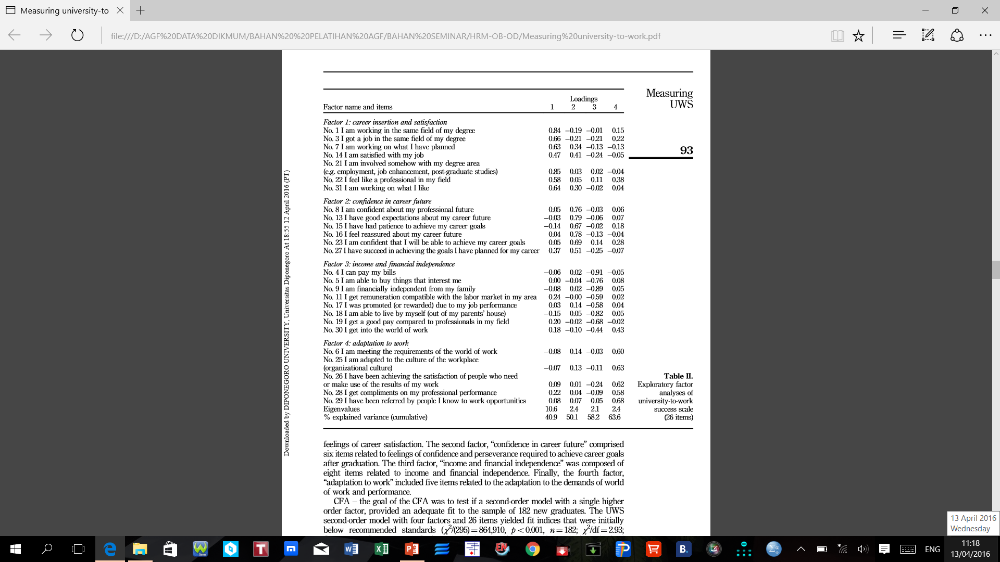 Measuring university-to
file:///D:/AGF%20DATA%20DIKMUM/BAHAN%20%20PELATIHAN%20AGF/BAHAN%20SEMINAR/HRM-OB-OD/Measuring%20university-to-work.pdf
Measuring
UWS
93
Loadings
Factor name and items 1 2 3 4
Factor 1: career insertion and satisfaction
No. 1 I am working in the same field of my degree 0.84 −0.19 −0.01 0.15
No. 3 I got a job in the same field of my degree 0.66 −0.21 −0.21 0.22
No. 7 I am working on what I have planned 0.63 0.34 −0.13 −0.13
No. 14 I am satisfied with my job 0.47 0.41 −0.24 −0.05
No. 21 I am involved somehow with my degree area
(e.g. employment, job enhancement, post-graduate studies) 0.85 0.03 0.02 −0.04
No. 22 I feel like a professional in my field 0.58 0.05 0.11 0.38
No. 31 I am working on what I like 0.64 0.30 −0.02 0.04
Factor 2: confidence in career future
No. 8 I am confident about my professional future 0.05 0.76 −0.03 0.06
No. 13 I have good expectations about my career future −0.03 0.79 −0.06 0.07
No. 15 I have had patience to achieve my career goals −0.14 0.67 −0.02 0.18
No. 16 I feel reassured about my career future 0.04 0.78 −0.13 −0.04
No. 23 I am confident that I will be able to achieve my career goals 0.05 0.69 0.14 0.28
No. 27 I have succeed in achieving the goals I have planned for my career 0.37 0.51 −0.25 −0.07
Factor 3: income and financial independence
No. 4 I can pay my bills −0.06 0.02 −0.91 −0.05
No. 5 I am able to buy things that interest me 0.00 −0.04 −0.76 0.08
No. 9 I am financially independent from my family −0.08 0.02 −0.89 0.05
No. 11 I get remuneration compatible with the labor market in my area 0.24 −0.00 −0.59 0.02
No. 17 I was promoted (or rewarded) due to my job performance 0.03 0.14 −0.58 0.04
No. 18 I am able to live by myself (out of my parents' house) −0.15 0.05 −0.82 0.05
No. 19 I get a good pay compared to professionals in my field 0.20 −0.02 −0.68 −0.02
No. 30 I get into the world of work 0.18 −0.10 −0.44 0.43
Factor 4: adaptation to work
No. 6 I am meeting the requirements of the world of work −0.08 0.14 −0.03 0.60
No. 25 I am adapted to the culture of the workplace
(organizational culture) −0.07 0.13 −0.11 0.63
No. 26 I have been achieving the satisfaction of people who need
or make use of the results of my work 0.09 0.01 −0.24 0.62
No. 28 I get compliments on my professional performance 0.22 0.04 −0.09 0.58
No. 29 I have been referred by people I know to work opportunities 0.08 0.07 0.05 0.68
Eigenvalues 10.6 2.4 2.1 2.4
% explained variance (cumulative) 40.9 50.1 58.2 63.6
Table II.
Exploratory factor
analyses of
university-to-work
success scale
(26 items)
Downloaded by DIPONEGORO UNIVERSITY, Universitas Diponegoro At 18:55 12 April 2016 (PT)
feelings of career satisfaction. The second factor, “confidence in career future” comprised
six items related to feelings of confidence and perseverance required to achieve career goals
after graduation. The third factor, “income and financial independence” was composed of
eight items related to income and financial independence. Finally, the fourth factor,
“adaptation to work” included five items related to the adaptation to the demands of world
of work and performance.
CFA – the goal of the CFA was to test if a second-order model with a single higher
order factor, provided an adequate fit to the sample of 182 new graduates. The UWS
second-order model with four factors and 26 items yielded fit indices that were initially
below recommended standards (χ²/(295) = 864,910, p < 0.001, n = 182; χ²/df = 2.93;
13 April 2016
Wednesday
ENG
11:18
13/04/2016